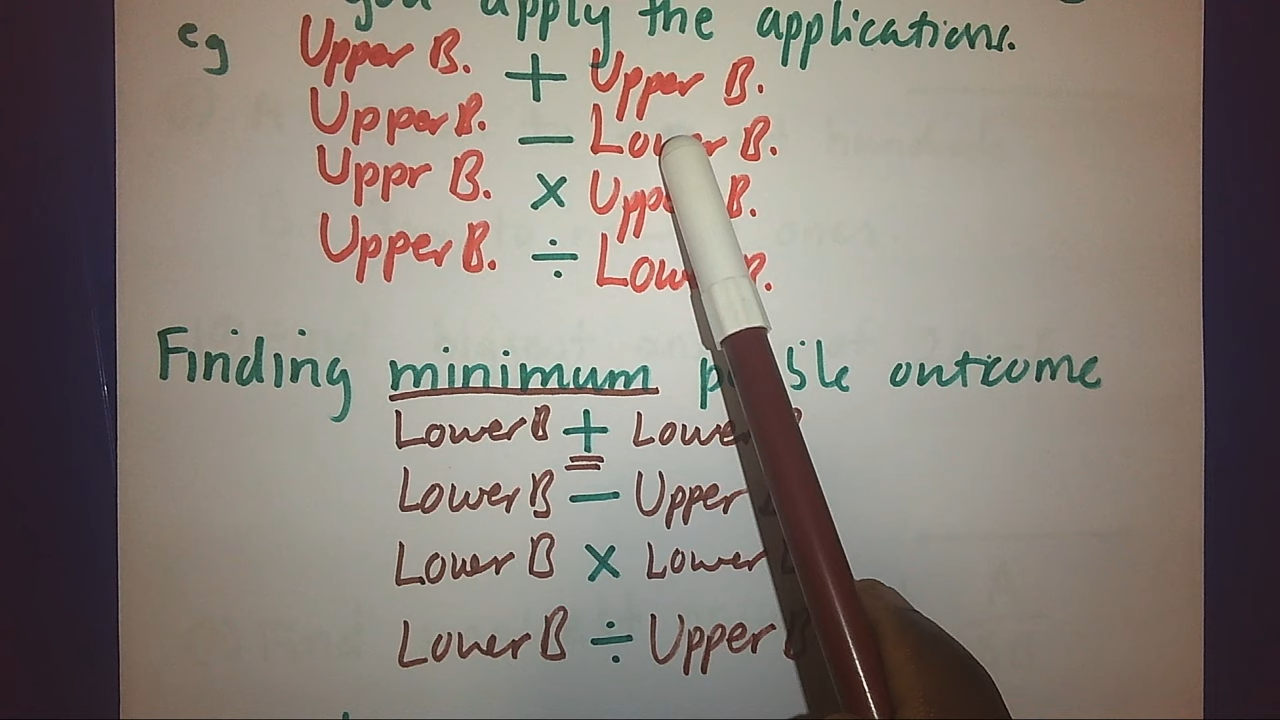 you apply the applications.
eg Upper B. + Upper B.
Upper B. - Lower B.
Uppr B. × Upper B.
Upper B. ÷
Finding minimum outcome
Lower B +
Lower B - Upper
Lower B × Lower
Lower B ÷ Upper B